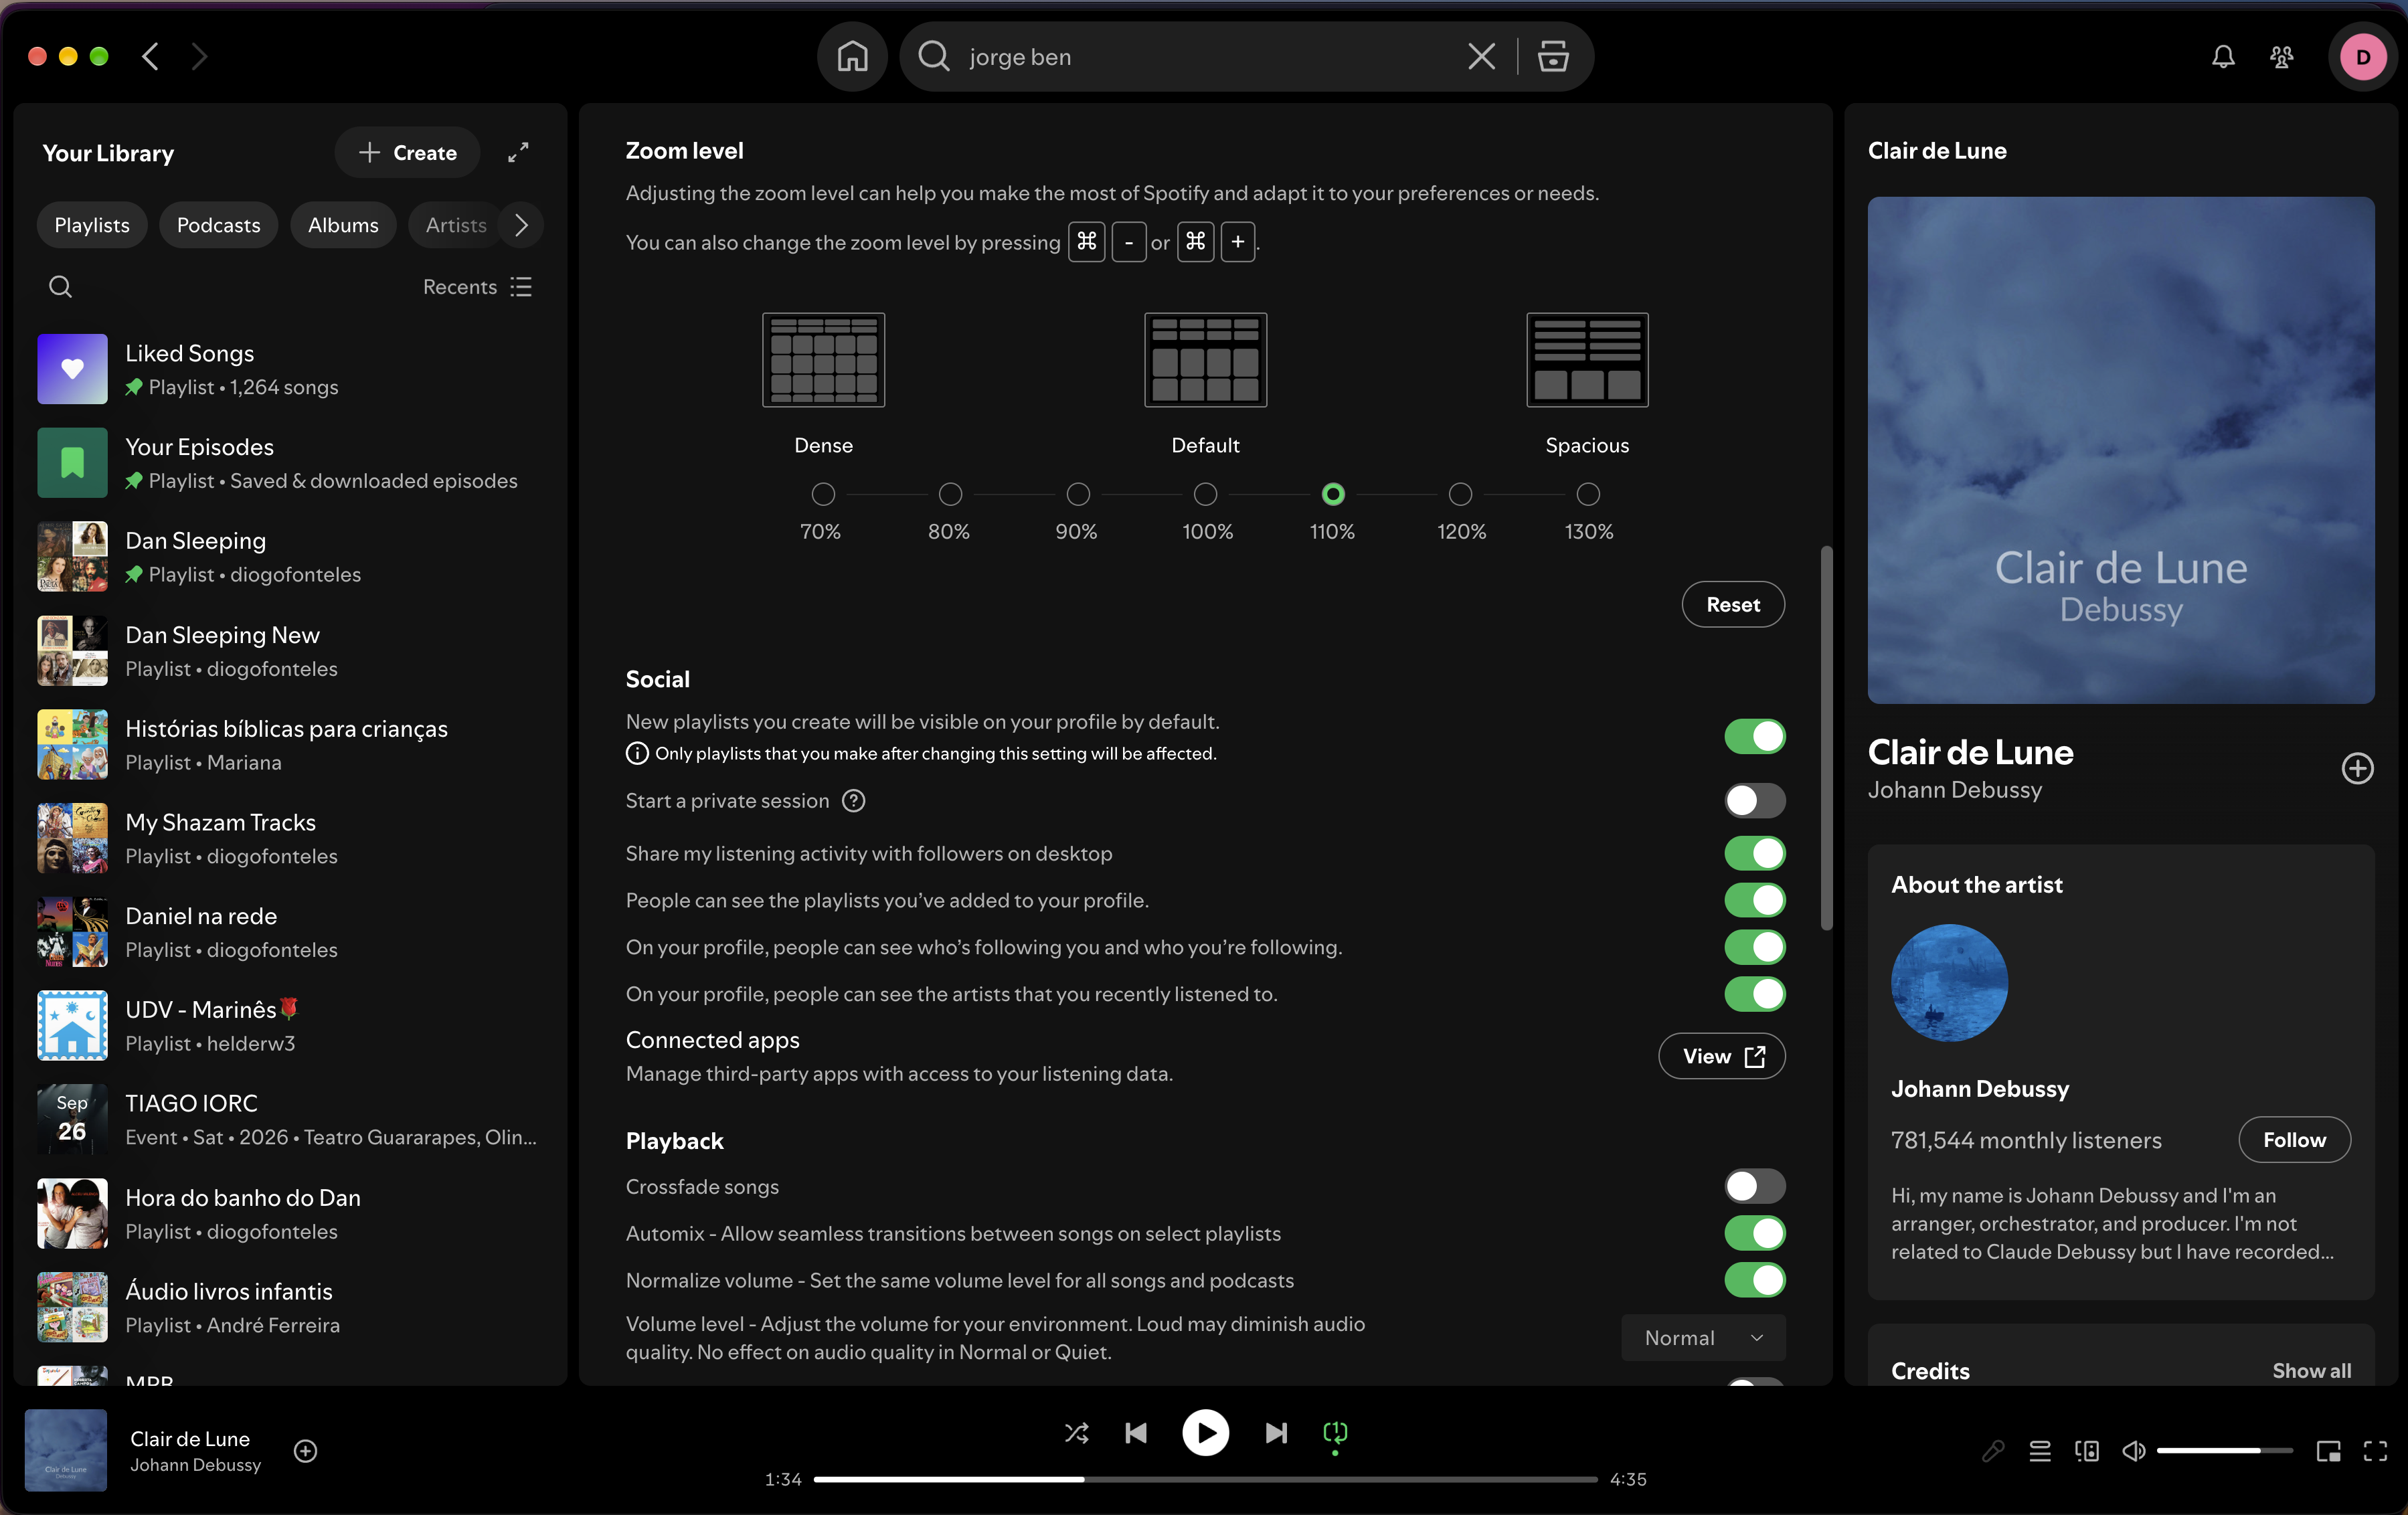 jorge ben
D
Your Library
Create
Playlists
Podcasts
Albums
Artists
Recents
Liked Songs
Playlist • 1,264 songs
Your Episodes
Playlist • Saved & downloaded episodes
Dan Sleeping
Playlist • diogofonteles
Dan Sleeping New
Playlist • diogofonteles
Histórias bíblicas para crianças
Playlist • Mariana
My Shazam Tracks
Playlist • diogofonteles
Daniel na rede
Playlist • diogofonteles
UDV - Marinês🌹
Playlist • helderw3
Sep
26
TIAGO IORC
Event • Sat • 2026 • Teatro Guararapes, Olin...
Hora do banho do Dan
Playlist • diogofonteles
Áudio livros infantis
Playlist • André Ferreira
MPB
Zoom level
Adjusting the zoom level can help you make the most of Spotify and adapt it to your preferences or needs.
You can also change the zoom level by pressing ⌘ - or ⌘ + .
Dense
Default
Spacious
70%
80%
90%
100%
110%
120%
130%
Reset
Social
New playlists you create will be visible on your profile by default.
Only playlists that you make after changing this setting will be affected.
Start a private session
Share my listening activity with followers on desktop
People can see the playlists you’ve added to your profile.
On your profile, people can see who’s following you and who you’re following.
On your profile, people can see the artists that you recently listened to.
Connected apps
Manage third-party apps with access to your listening data.
View
Playback
Crossfade songs
Automix - Allow seamless transitions between songs on select playlists
Normalize volume - Set the same volume level for all songs and podcasts
Volume level - Adjust the volume for your environment. Loud may diminish audio
quality. No effect on audio quality in Normal or Quiet.
Normal
Clair de Lune
Clair de Lune
Debussy
Clair de Lune
Johann Debussy
About the artist
Johann Debussy
781,544 monthly listeners
Follow
Hi, my name is Johann Debussy and I'm an
arranger, orchestrator, and producer. I'm not
related to Claude Debussy but I have recorded...
Credits
Show all
Clair de Lune
Clair de Lune
Johann Debussy
1:34
4:35